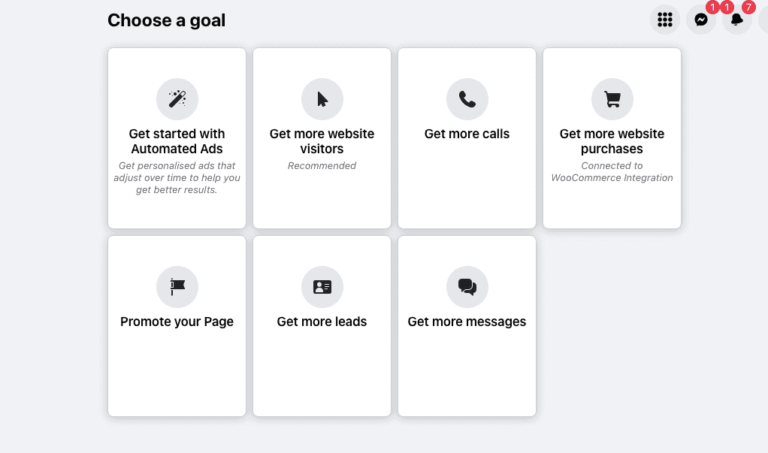 Choose a goal
1
1
7
Get started with
Automated Ads
Get personalised ads that
adjust over time to help you
get better results.
Get more website
visitors
Recommended
Get more calls
Get more website
purchases
Connected to
WooCommerce Integration
Promote your Page
Get more leads
Get more messages